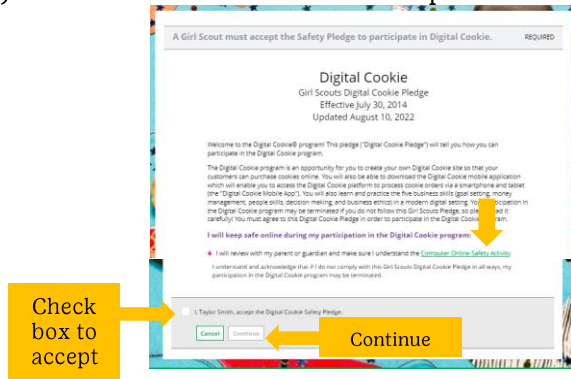 A Girl Scout must accept the Safety Pledge to participate in Digital Cookie.
REQUIRED
Digital Cookie
Girl Scouts Digital Cookie Pledge
Effective July 30, 2014
Updated August 10, 2022
Welcome to the Digital Cookie® program! This pledge ("Digital Cookie Pledge") will tell you how you can
participate in the Digital Cookie program.
The Digital Cookie program is an opportunity for you to create your own Digital Cookie site so that your
customers can purchase cookies online. You will also be able to download the Digital Cookie mobile application
which will enable you to access the Digital Cookie platform to process cookie orders via a smartphone and tablet
(the "Digital Cookie Mobile App"). You will also learn and practice the five business skills (goal setting, money
management, people skills, decision making, and business ethics) in a modern digital setting. participation in
the Digital Cookie program may be terminated if you do not follow this Girl Scouts Pledge, so it
carefully! You must agree to this Digital Cookie Pledge in order to participate in the Digital Cookie
I will keep safe online during my participation in the Digital Cookie program:
I will review with my parent or guardian and make sure I understand the Computer Online Safety Activity
I understand and acknowledge that if I do not comply with this Girl Scouts Digital Cookie Pledge in all ways, my
participation in the Digital Cookie program may be terminated.
Check
box to
accept
I, Taylor Smith, accept the Digital Cookie Safety Pledge.
Cancel Continue
Continue